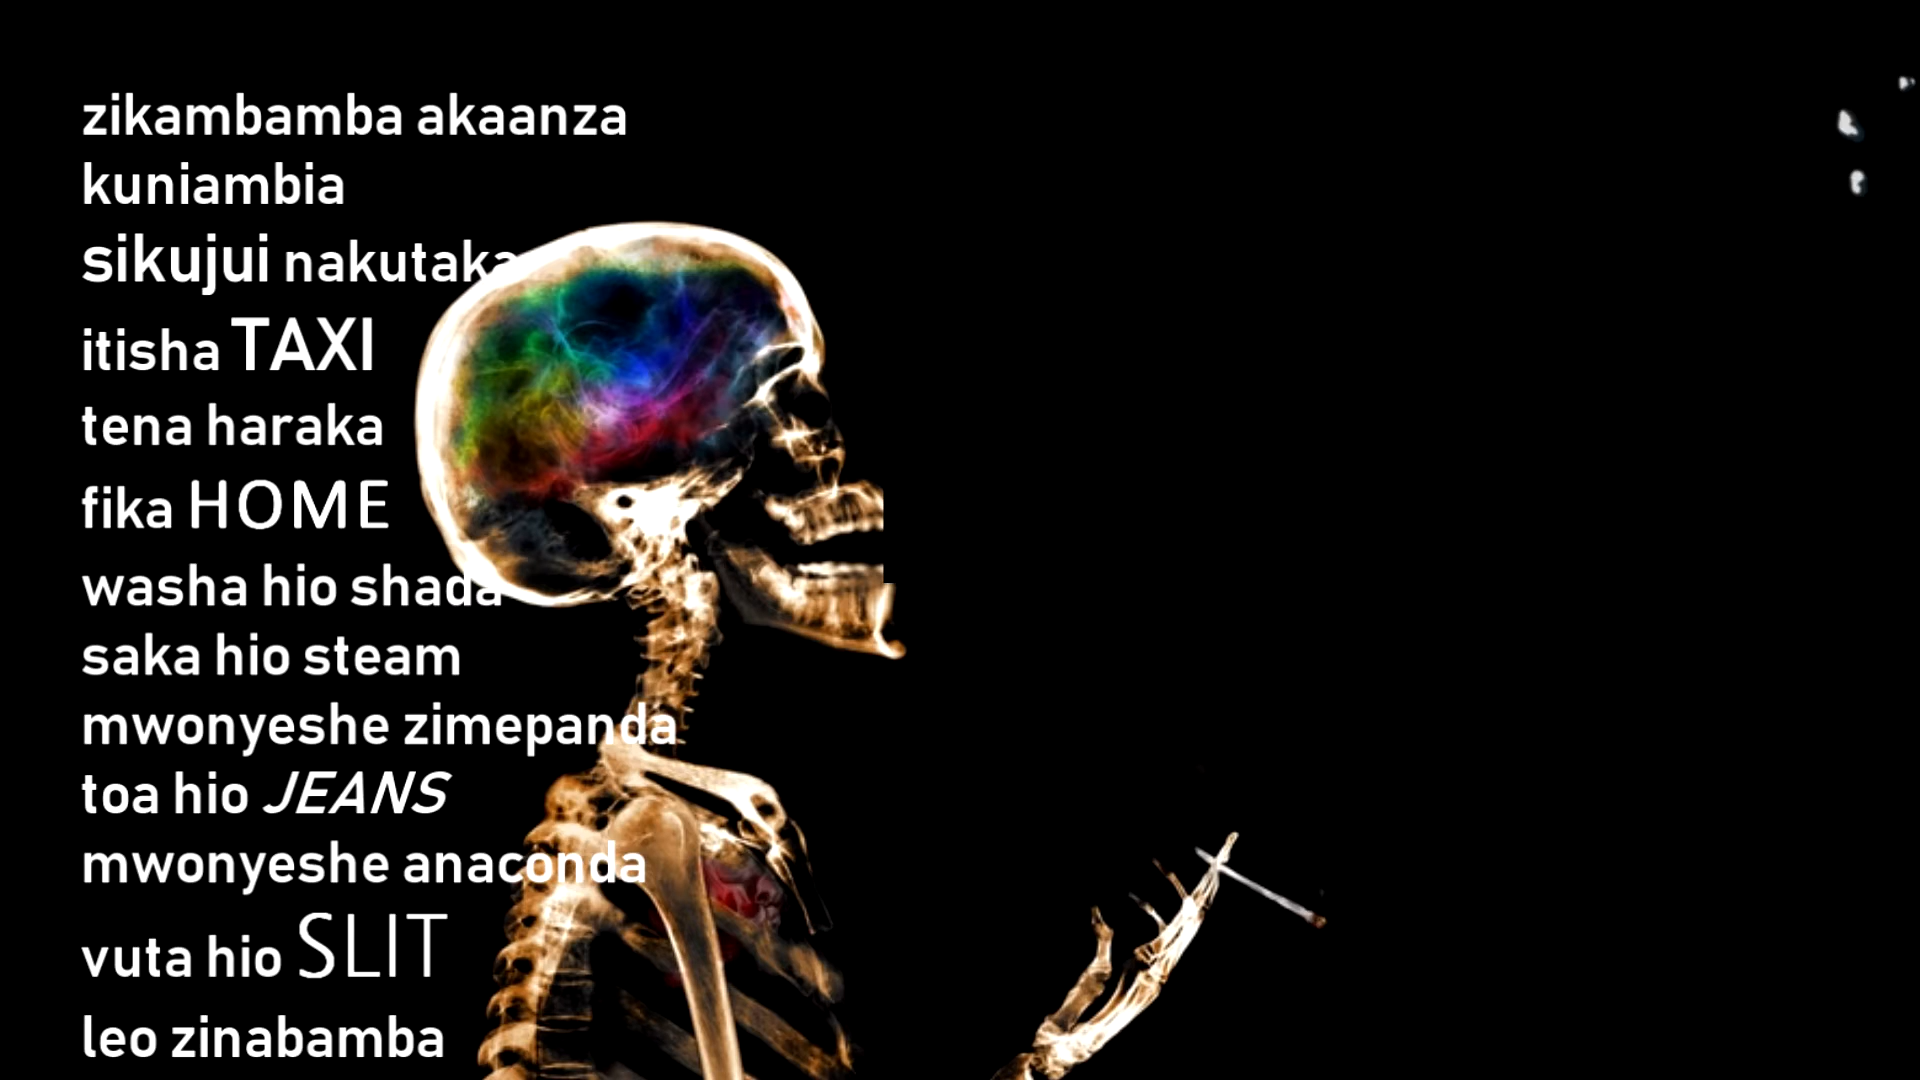 zikambamba akaanza
kuniambia
sikujui nakutaka
itisha TAXI
tena haraka
fika HOME
washa hio shada
saka hio steam
mwonyeshe zimepanda
toa hio JEANS
mwonyeshe anaconda
vuta hio SLIT
leo zinabamba